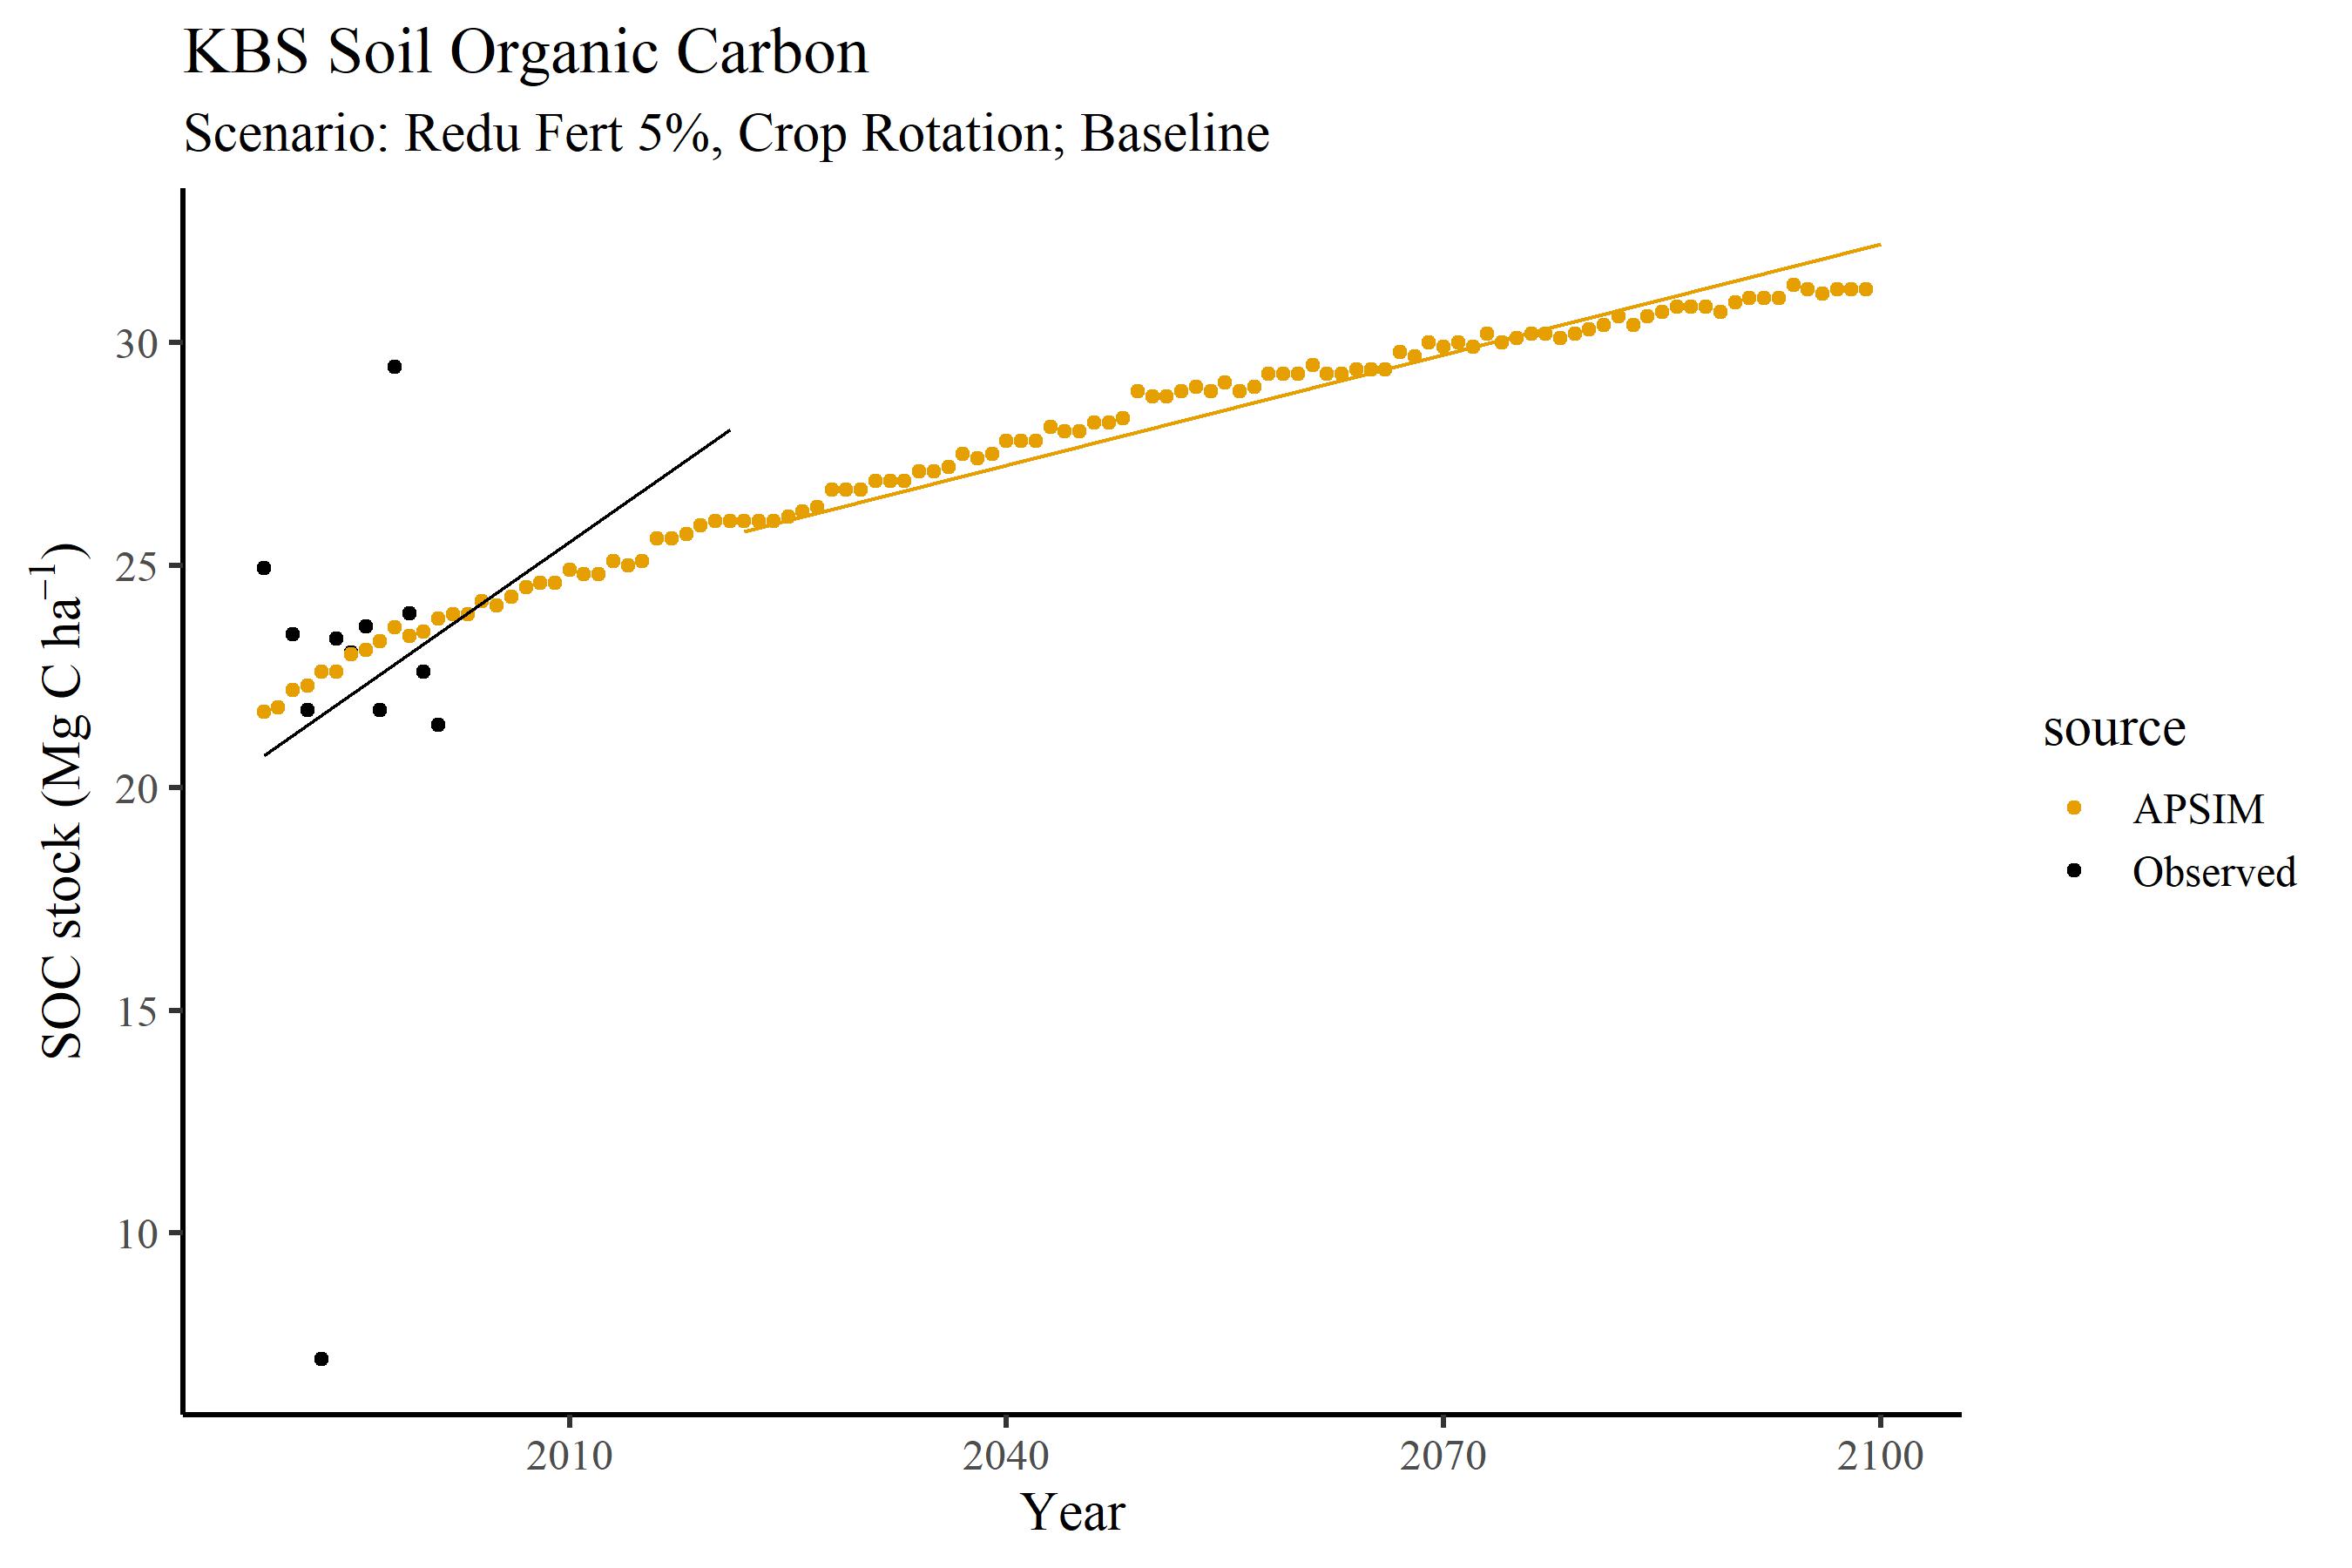 KBS Soil Organic Carbon
Scenario: Redu Fert 5%, Crop Rotation; Baseline
SOC stock (Mg C ha⁻¹)
30
25
20
15
10
2010
2040
2070
2100
Year
source
APSIM
Observed